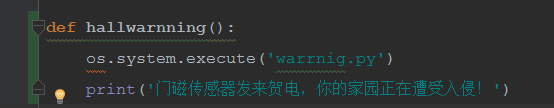 def hallwarnning():
os.system.execute('warrnig.py')
print('门磁传感器发来贺电，你的家园正在遭受入侵！')